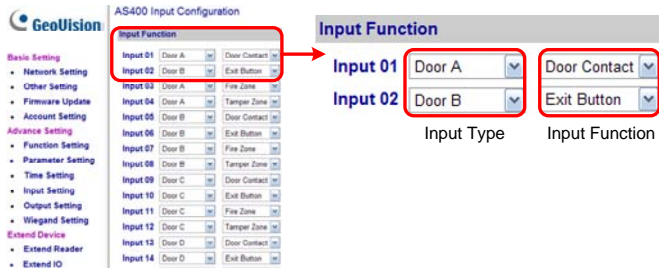 GeoVision
Basic Setting
• Network Setting
• Other Setting
• Firmware Update
• Account Setting
Advance Setting
• Function Setting
• Parameter Setting
• Time Setting
• Input Setting
• Output Setting
• Wiegand Setting
Extend Device
• Extend Reader
• Extend IO
AS400 Input Configuration
Input Function
Input 01 Door A Door Contact
Input 02 Door B Exit Button
Input 03 Door A Fire Zone
Input 04 Door A Tamper Zone
Input 05 Door B Door Contact
Input 06 Door B Exit Button
Input 07 Door B Fire Zone
Input 08 Door B Tamper Zone
Input 09 Door C Door Contact
Input 10 Door C Exit Button
Input 11 Door C Fire Zone
Input 12 Door C Tamper Zone
Input 13 Door D Door Contact
Input 14 Door D Exit Button
Input Function
Input 01 Door A Door Contact
Input 02 Door B Exit Button
Input Type Input Function